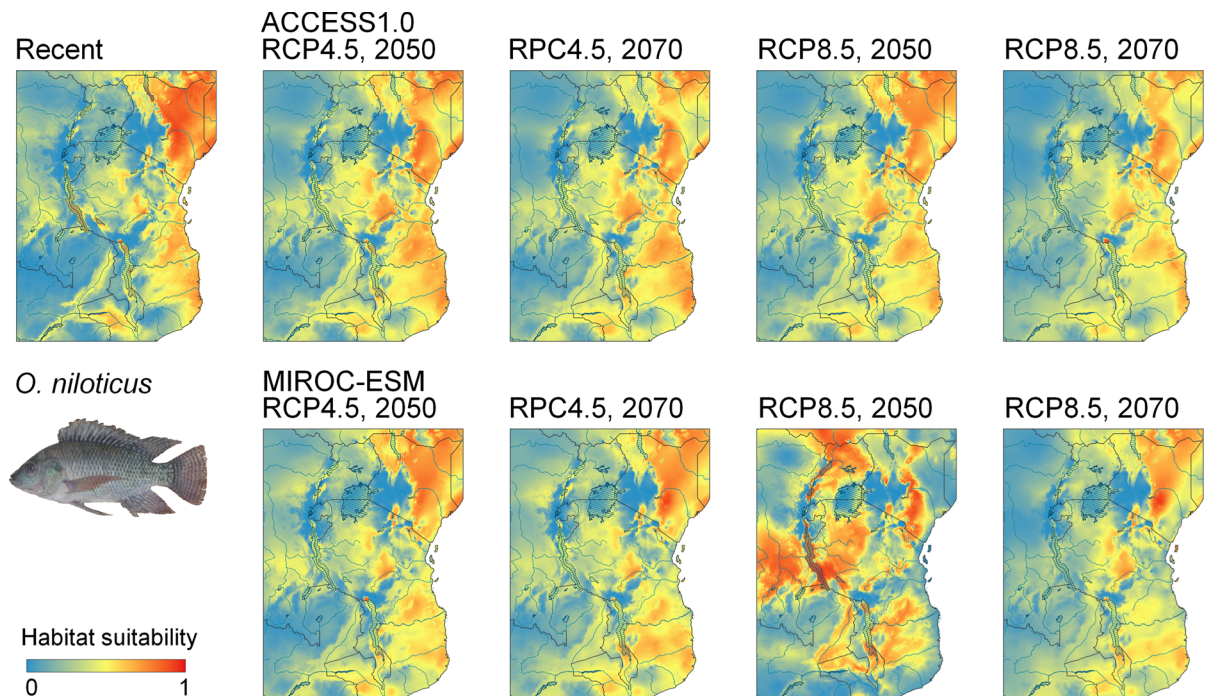 ACCESS1.0
Recent
RCP4.5, 2050
RPC4.5, 2070
RCP8.5, 2050
RCP8.5, 2070
O. niloticus
MIROC-ESM
RCP4.5, 2050
RPC4.5, 2070
RCP8.5, 2050
RCP8.5, 2070
Habitat suitability
0
1